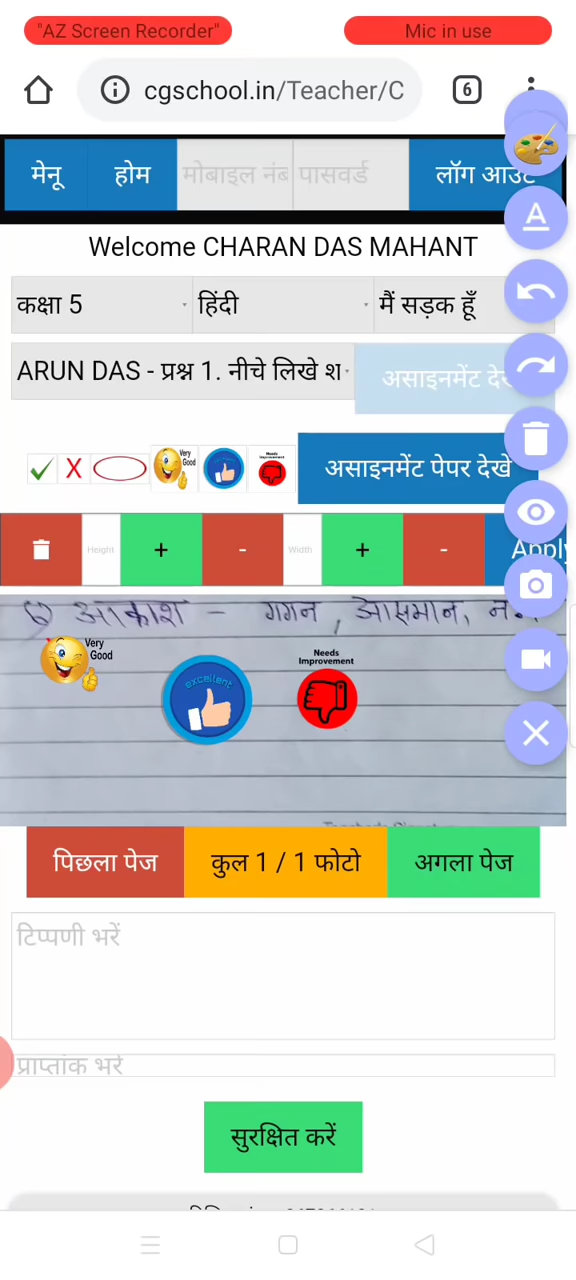 "AZ Screen Recorder" Mic in use
cgschool.in/Teacher/C 6
मेनू होम मोबाइल नंब पासवर्ड लॉग आउट
Welcome CHARAN DAS MAHANT
कक्षा 5 हिंदी मैं सड़क हूँ
ARUN DAS - प्रश्न 1. नीचे लिखे श असाइनमेंट दे
Very Good Needs Improvement असाइनमेंट पेपर देखें
Height + - Width + - Apply
आकाश - गगन, आसमान,
Very Good
excellent
Needs Improvement
पिछला पेज कुल 1 / 1 फोटो अगला पेज
टिप्पणी भरें
प्राप्तांक भरें
सुरक्षित करें